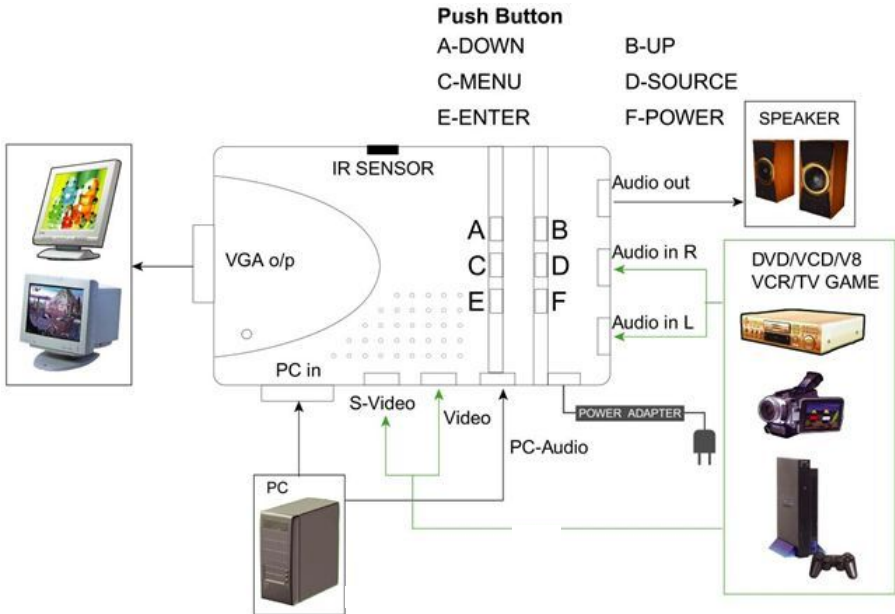 Push Button
A-DOWN B-UP
C-MENU D-SOURCE
E-ENTER F-POWER
SPEAKER
IR SENSOR
Audio out
A B
VGA o/p
Audio in R
DVD/VCD/V8
VCR/TV GAME
C D
E F
Audio in L
PC in
S-Video
Video
POWER ADAPTER
PC-Audio
PC